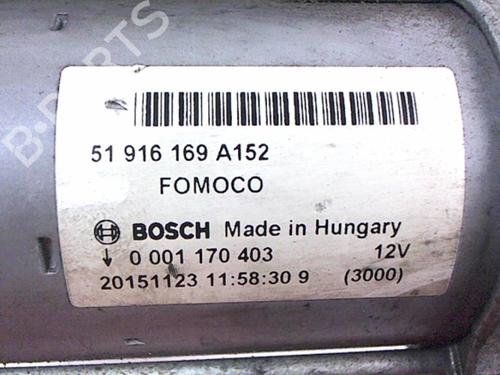 B-PARTS
51 916 169 A152
FOMOCO
BOSCH Made in Hungary
↓ 0 001 170 403 12V
20151123 11:58:30 9 (3000)